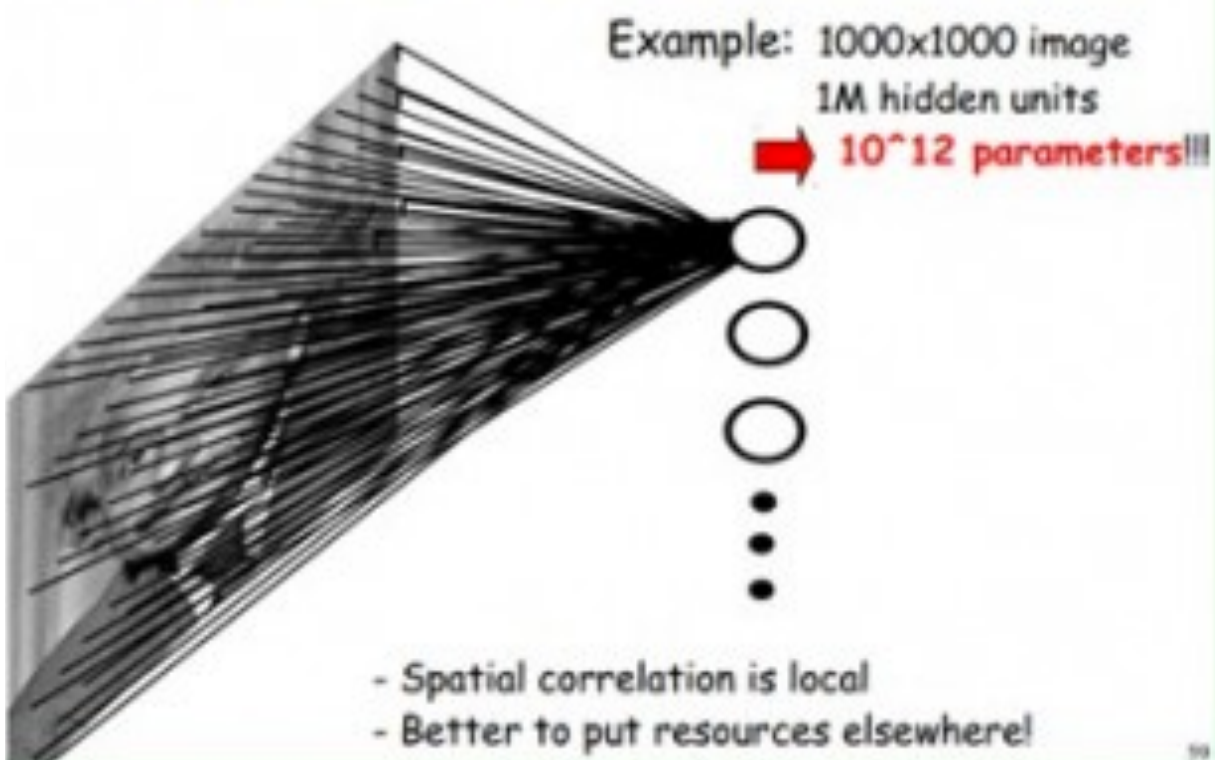 Example: 1000x1000 image
1M hidden units
10^12 parameters!!!
- Spatial correlation is local
- Better to put resources elsewhere!